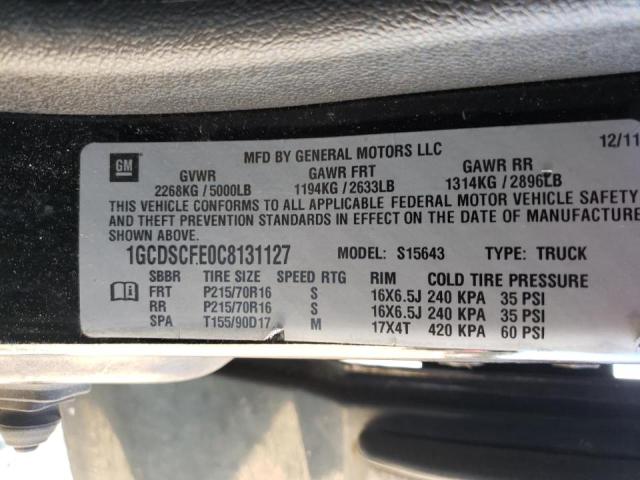 GM MFD BY GENERAL MOTORS LLC 12/11
GVWR GAWR FRT GAWR RR
2268KG / 5000LB 1194KG / 2633LB 1314KG / 2896LB
THIS VEHICLE CONFORMS TO ALL APPLICABLE FEDERAL MOTOR VEHICLE SAFETY
AND THEFT PREVENTION STANDARDS IN EFFECT ON THE DATE OF MANUFACTURE
SHOWN ABOVE.
1GCDSCFE0C8131127 MODEL: S15643 TYPE: TRUCK
SBBR TIRE SIZE SPEED RTG RIM COLD TIRE PRESSURE
FRT P215/70R16 S 16X6.5J 240 KPA 35 PSI
RR P215/70R16 S 16X6.5J 240 KPA 35 PSI
SPA T155/90D17 M 17X4T 420 KPA 60 PSI